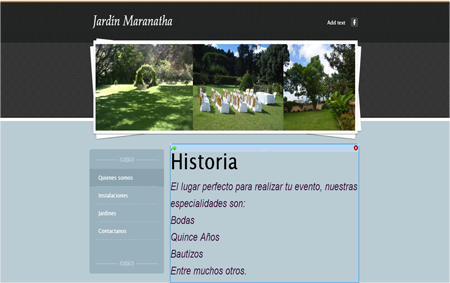 Jardín Maranatha
Add text
f
Quienes somos
Instalaciones
Jardines
Contactanos
Historia
El lugar perfecto para realizar tu evento, nuestras
especialidades son:
Bodas
Quince Años
Bautizos
Entre muchos otros.